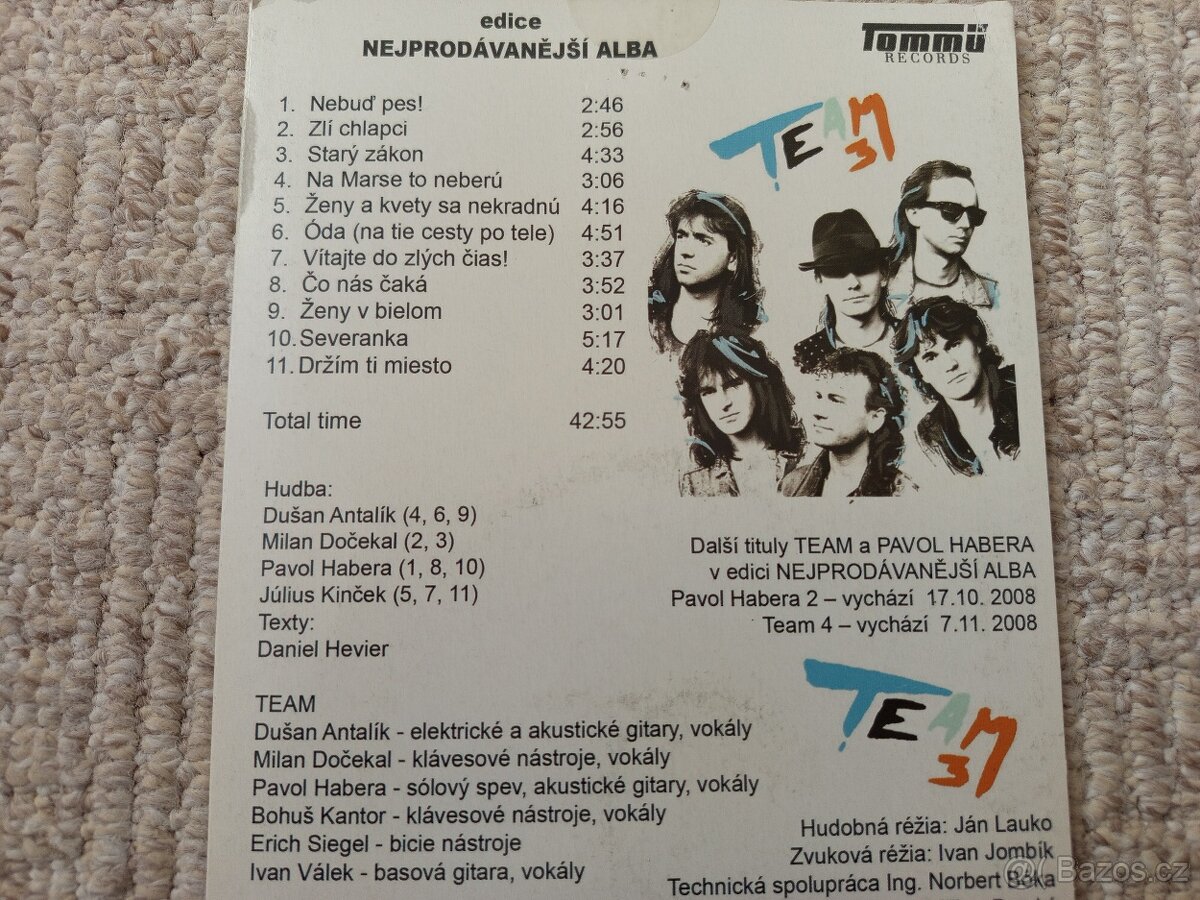 edice
NEJPRODÁVANĚJŠÍ ALBA
Tommü
RECORDS
1. Nebuď pes! 2:46
2. Zlí chlapci 2:56
3. Starý zákon 4:33
4. Na Marse to neberú 3:06
5. Ženy a kvety sa nekradnú 4:16
6. Óda (na tie cesty po tele) 4:51
7. Vítajte do zlých čias! 3:37
8. Čo nás čaká 3:52
9. Ženy v bielom 3:01
10. Severanka 5:17
11. Držím ti miesto 4:20
Total time 42:55
TEAM
3
Hudba:
Dušan Antalík (4, 6, 9)
Milan Dočekal (2, 3)
Pavol Habera (1, 8, 10)
Július Kinček (5, 7, 11)
Texty:
Daniel Hevier
Další tituly TEAM a PAVOL HABERA
v edici NEJPRODÁVANĚJŠÍ ALBA
Pavol Habera 2 – vychází 17.10. 2008
Team 4 – vychází 7.11. 2008
TEAM
Dušan Antalík - elektrické a akustické gitary, vokály
Milan Dočekal - klávesové nástroje, vokály
Pavol Habera - sólový spev, akustické gitary, vokály
Bohuš Kantor - klávesové nástroje, vokály
Erich Siegel - bicie nástroje
Ivan Válek - basová gitara, vokály
TEAM
3
Hudobná réžia: Ján Lauko
Zvuková réžia: Ivan Jombík
Technická spolupráca Ing. Norbert Bóka
@ Bazos.cz